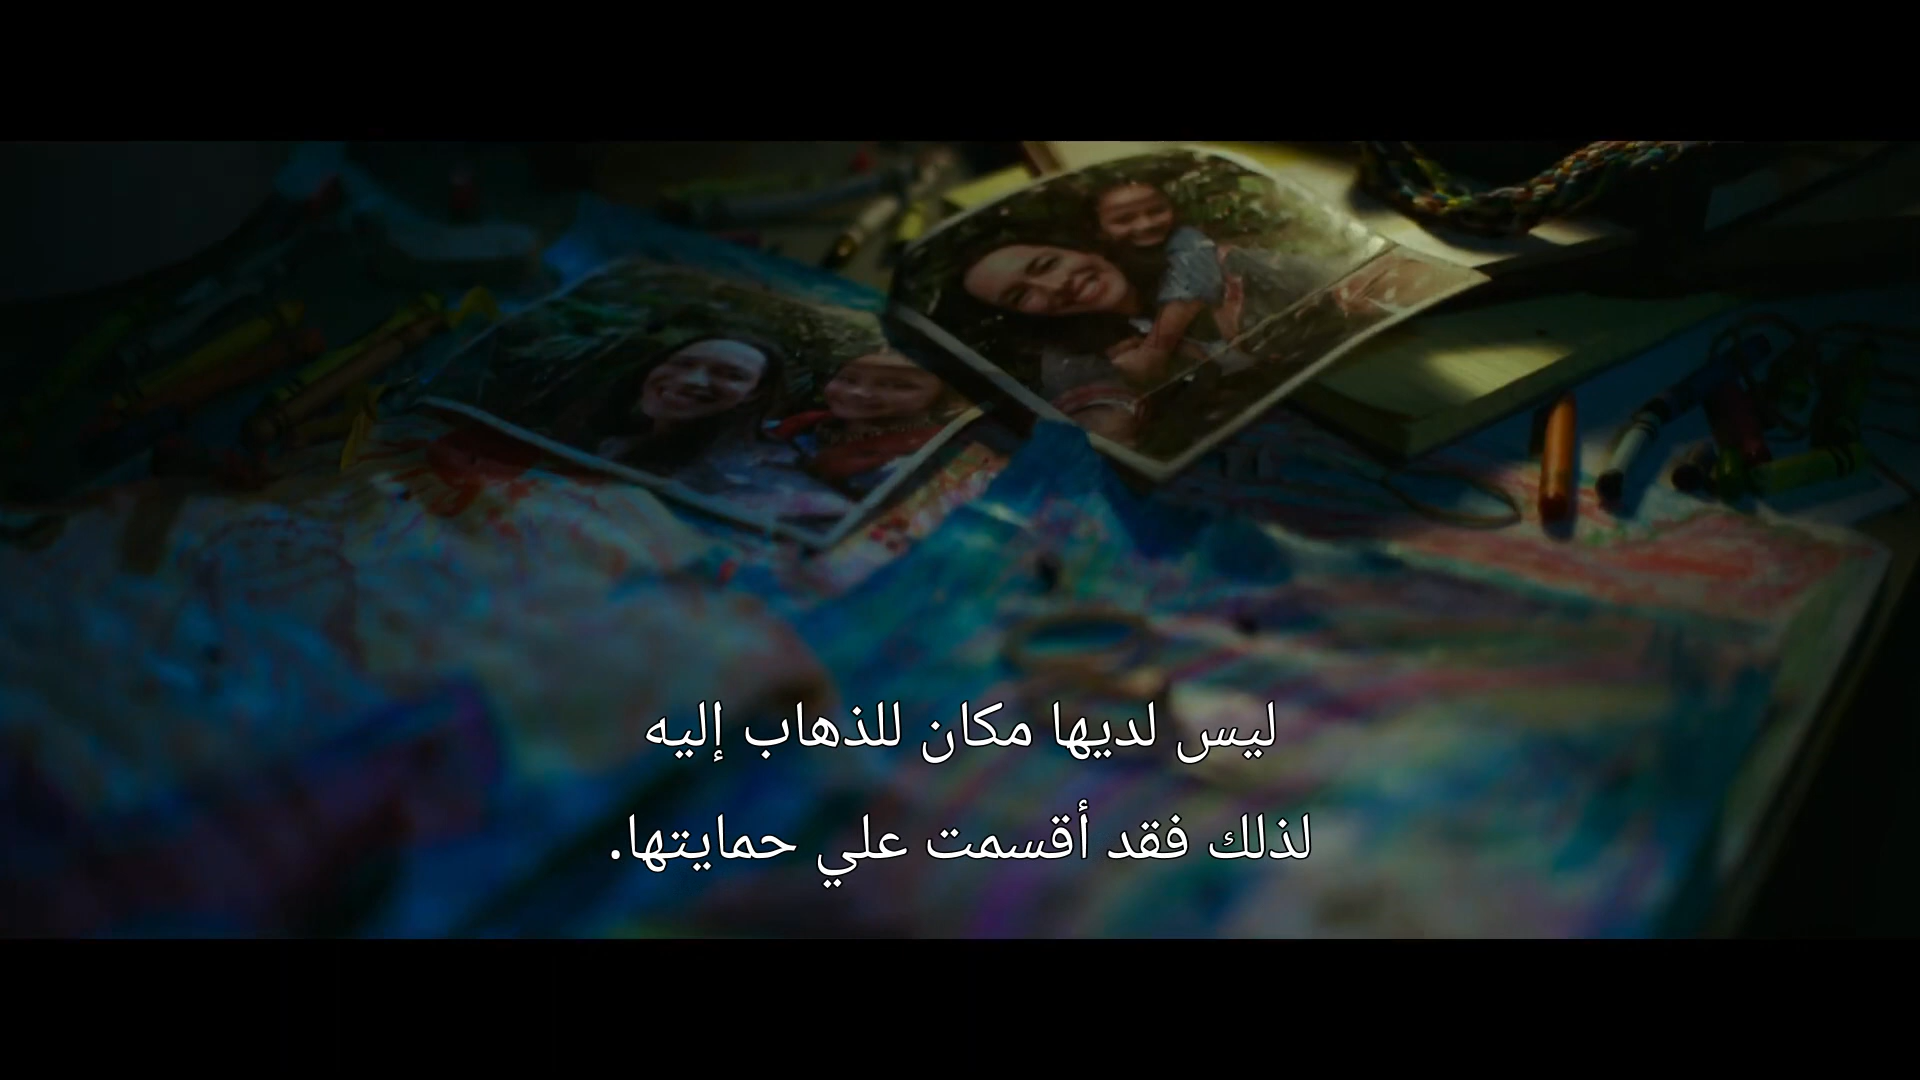 ليس لديها مكان للذهاب إليه
لذلك فقد أقسمت علي حمايتها.